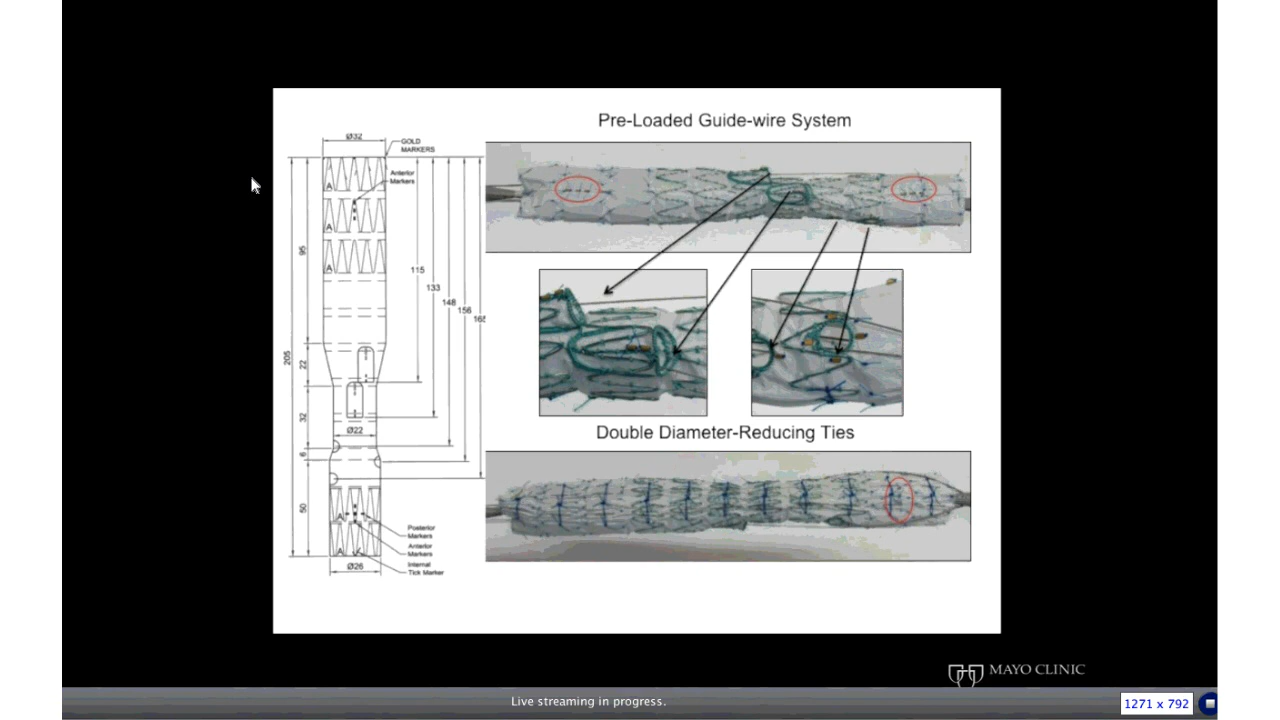 Pre-Loaded Guide-wire System
Ø32
GOLD
MARKERS
Anterior
Markers
A
A
A
95
115
133
148
156
205
22
32
Ø22
6
50
A
A
Posterior
Markers
Anterior
Markers
Internal
Tick Marker
Ø26
Double Diameter-Reducing Ties
MAYO CLINIC
Live streaming in progress.
1271 x 792